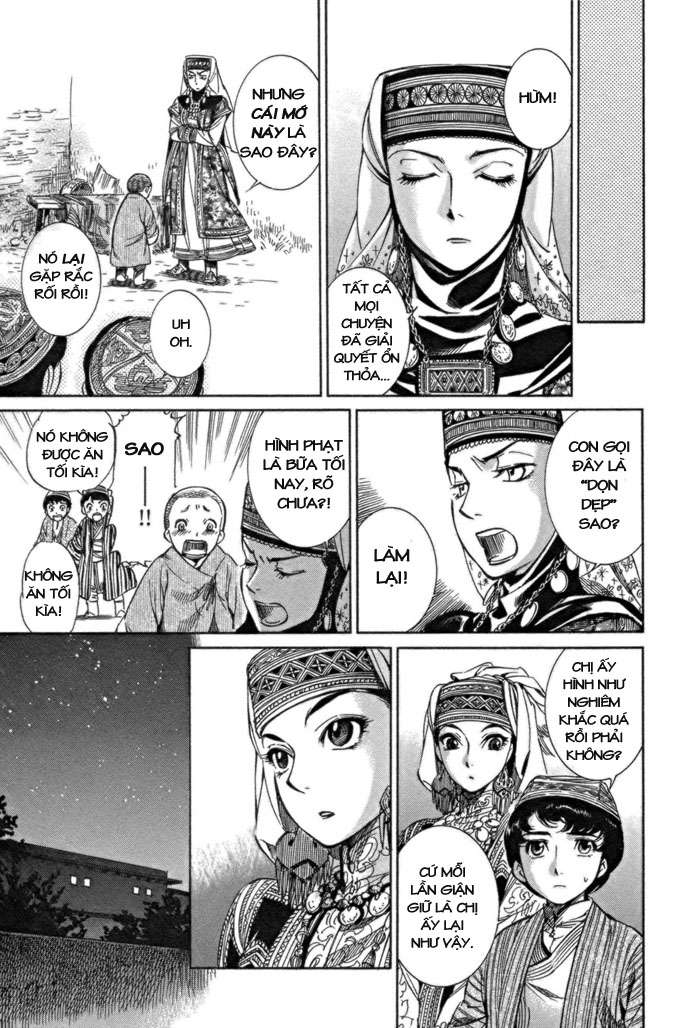 HỪM!
TẤT CẢ
MỌI
CHUYỆN
ĐÃ GIẢI
QUYẾT ỔN
THỎA...
NHƯNG
CÁI MỚ
NÀY LÀ
SAO ĐÂY?
NÓ LẠI
GẶP RẮC
RỐI RỒI!
UH
OH.
CON GỌI
ĐÂY LÀ
“DỌN
DẸP”
SAO?
LÀM
LẠI!
HÌNH PHẠT
LÀ BỮA TỐI
NAY, RÕ
CHƯA?!
SAO
!!
NÓ KHÔNG
ĐƯỢC ĂN
TỐI KÌA!
KHÔNG
ĂN TỐI
KÌA!
CHỊ ẤY
HÌNH NHƯ
NGHIÊM
KHẮC QUÁ
RỒI PHẢI
KHÔNG?
CỨ MỖI
LẦN GIẬN
GIỮ LÀ CHỊ
ẤY LẠI
NHƯ VẬY.